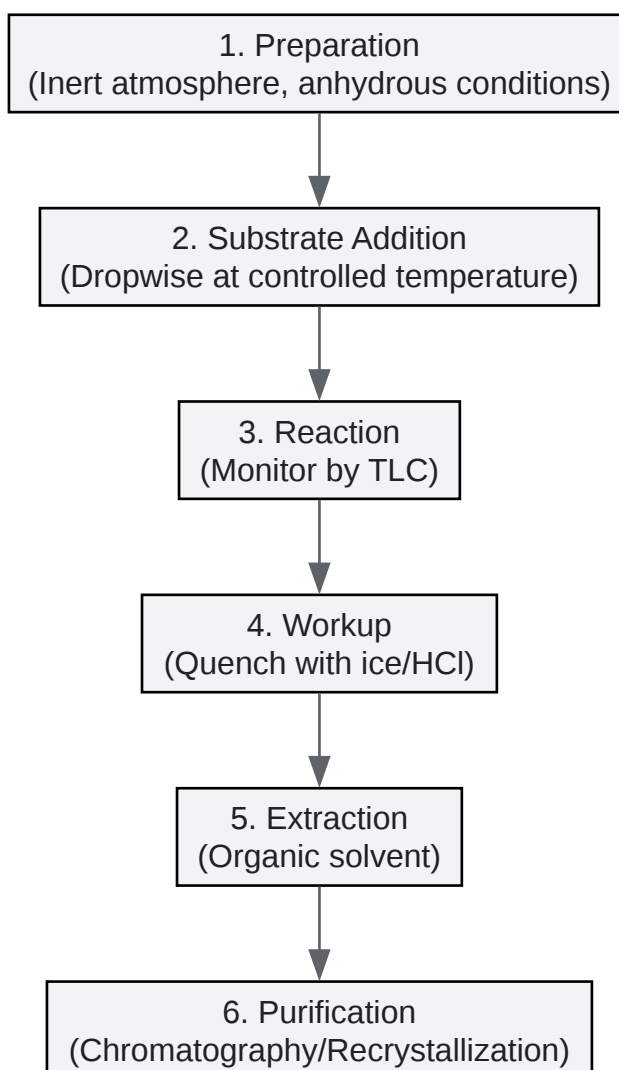 1. Preparation
(Inert atmosphere, anhydrous conditions)
2. Substrate Addition
(Dropwise at controlled temperature)
3. Reaction
(Monitor by TLC)
4. Workup
(Quench with ice/HCl)
5. Extraction
(Organic solvent)
6. Purification
(Chromatography/Recrystallization)